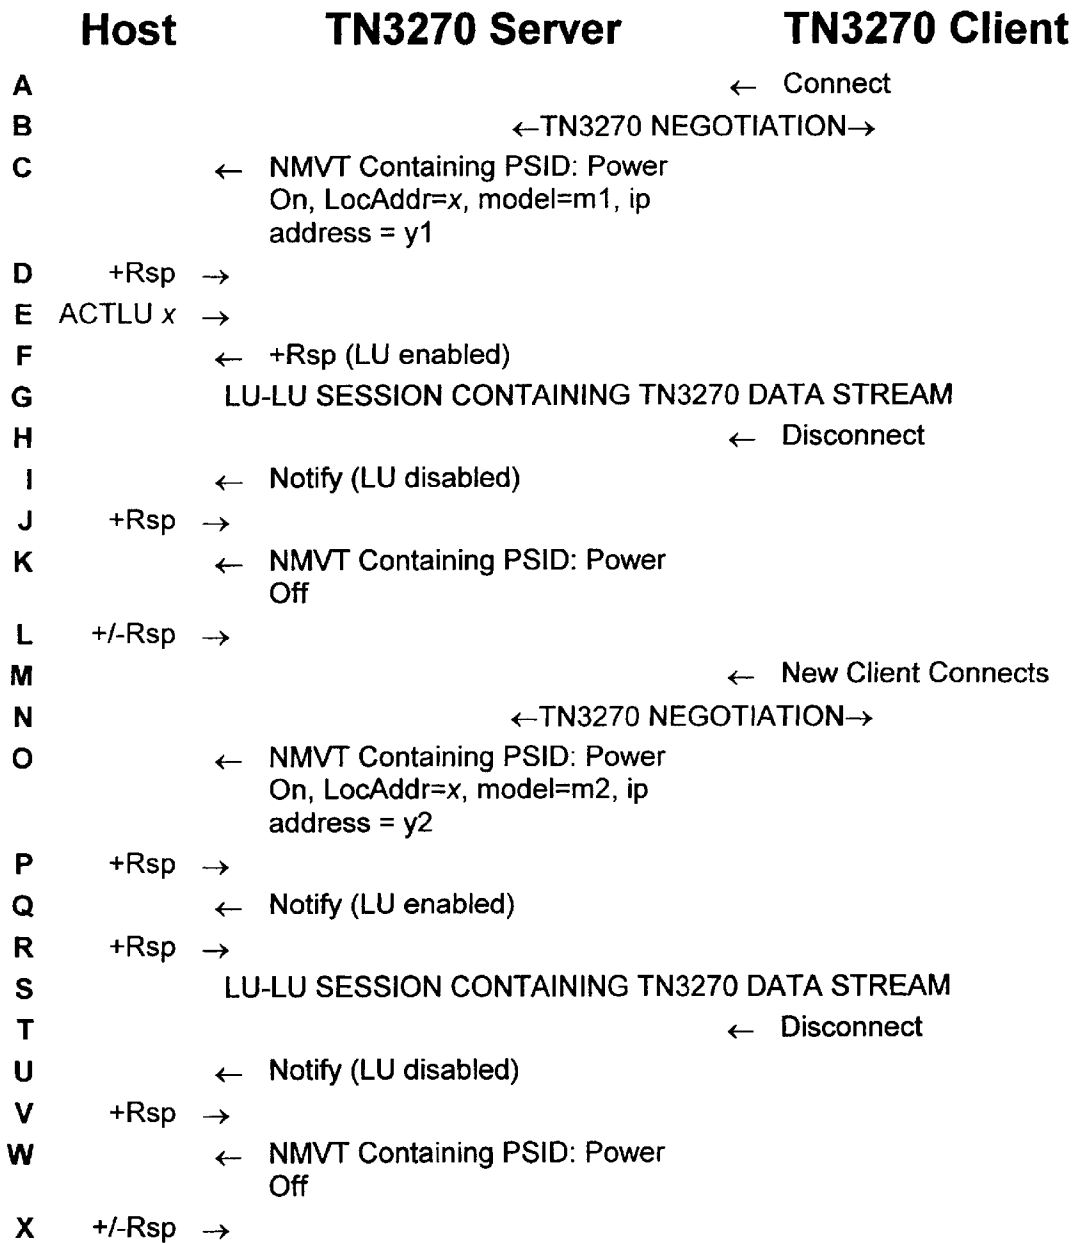 Host TN3270 Server TN3270 Client
A ← Connect
B ←TN3270 NEGOTIATION→
C ← NMVT Containing PSID: Power
On, LocAddr=x, model=m1, ip
address = y1
D +Rsp →
E ACTLU x →
F ← +Rsp (LU enabled)
G LU-LU SESSION CONTAINING TN3270 DATA STREAM
H ← Disconnect
I ← Notify (LU disabled)
J +Rsp →
K ← NMVT Containing PSID: Power
Off
L +/-Rsp →
M ← New Client Connects
N ←TN3270 NEGOTIATION→
O ← NMVT Containing PSID: Power
On, LocAddr=x, model=m2, ip
address = y2
P +Rsp →
Q ← Notify (LU enabled)
R +Rsp →
S LU-LU SESSION CONTAINING TN3270 DATA STREAM
T ← Disconnect
U ← Notify (LU disabled)
V +Rsp →
W ← NMVT Containing PSID: Power
Off
X +/-Rsp →